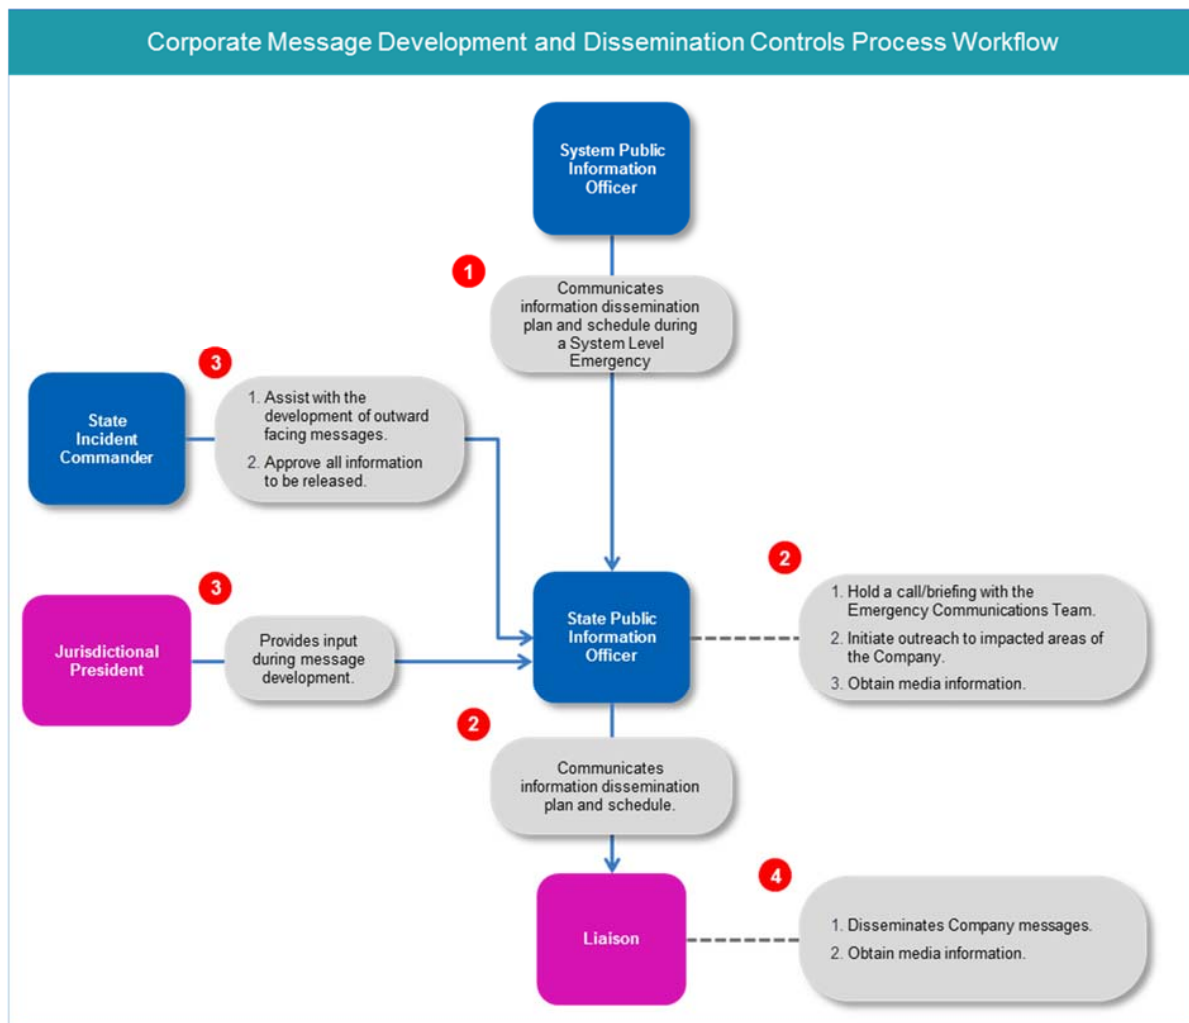 Corporate Message Development and Dissemination Controls Process Workflow
System Public
Information
Officer
1
Communicates
information dissemination
plan and schedule during
a System Level
Emergency
3
State
Incident
Commander
1. Assist with the
development of outward
facing messages.
2. Approve all information
to be released.
3
Jurisdictional
President
Provides input
during message
development.
State Public
Information
Officer
2
1. Hold a call/briefing with the
Emergency Communications Team.
2. Initiate outreach to impacted areas of
the Company.
3. Obtain media information.
2
Communicates
information dissemination
plan and schedule.
Liaison
4
1. Disseminates Company messages.
2. Obtain media information.